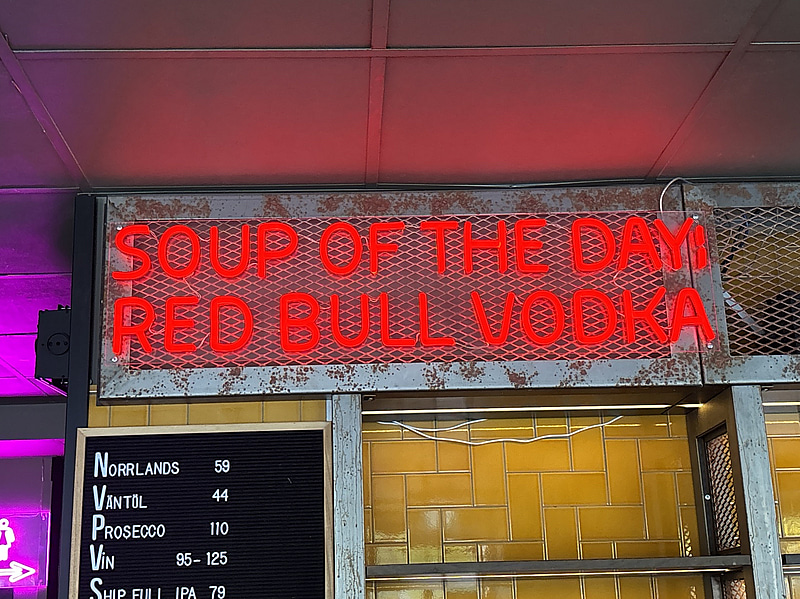 SOUP OF THE DAY:
RED BULL VODKA
NORRLANDS 59
VÄNTÖL 44
PROSECCO 110
VIN 95-125
SHIP FULL IPA 79